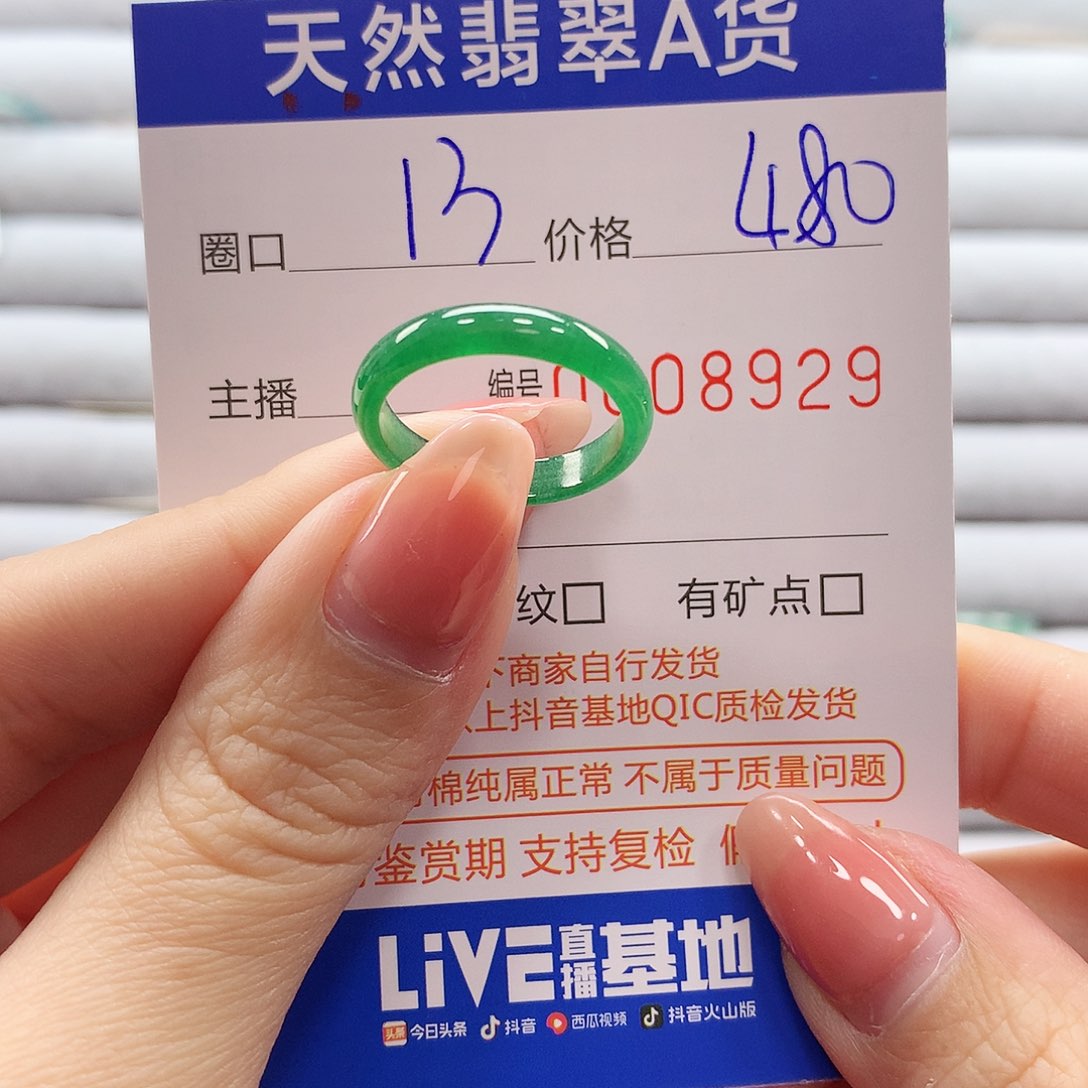 天然翡翠A货
圈口 13 价格 480
主播 编号 08929
纹□ 有矿点□
下商家自行发货
以上抖音基地QIC质检发货
棉纯属正常 不属于质量问题
鉴赏期 支持复检
LiVE直播基地
头条 今日头条 抖音 西瓜视频 抖音火山版